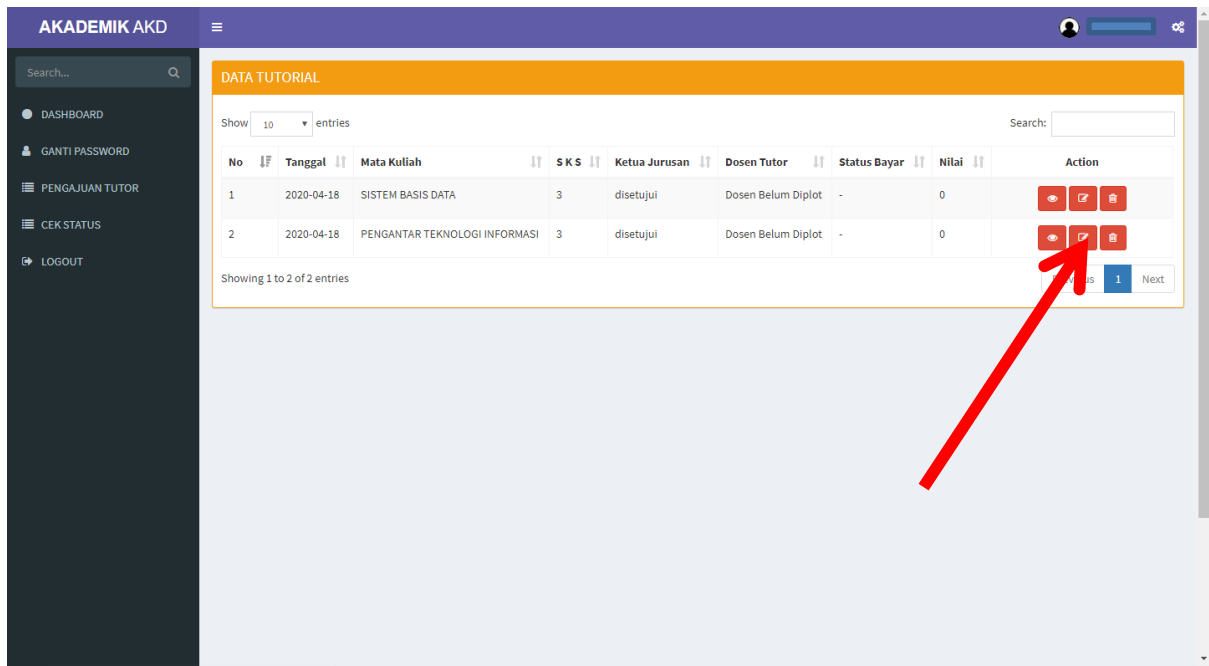 AKADEMIK AKD
Search...
DASHBOARD
GANTI PASSWORD
PENGAJUAN TUTOR
CEK STATUS
LOGOUT
DATA TUTORIAL
Show 10 entries
Search:
No Tanggal Mata Kuliah S K S Ketua Jurusan Dosen Tutor Status Bayar Nilai Action
1 2020-04-18 SISTEM BASIS DATA 3 disetujui Dosen Belum Diplot - 0
2 2020-04-18 PENGANTAR TEKNOLOGI INFORMASI 3 disetujui Dosen Belum Diplot - 0
Showing 1 to 2 of 2 entries
Previous 1 Next